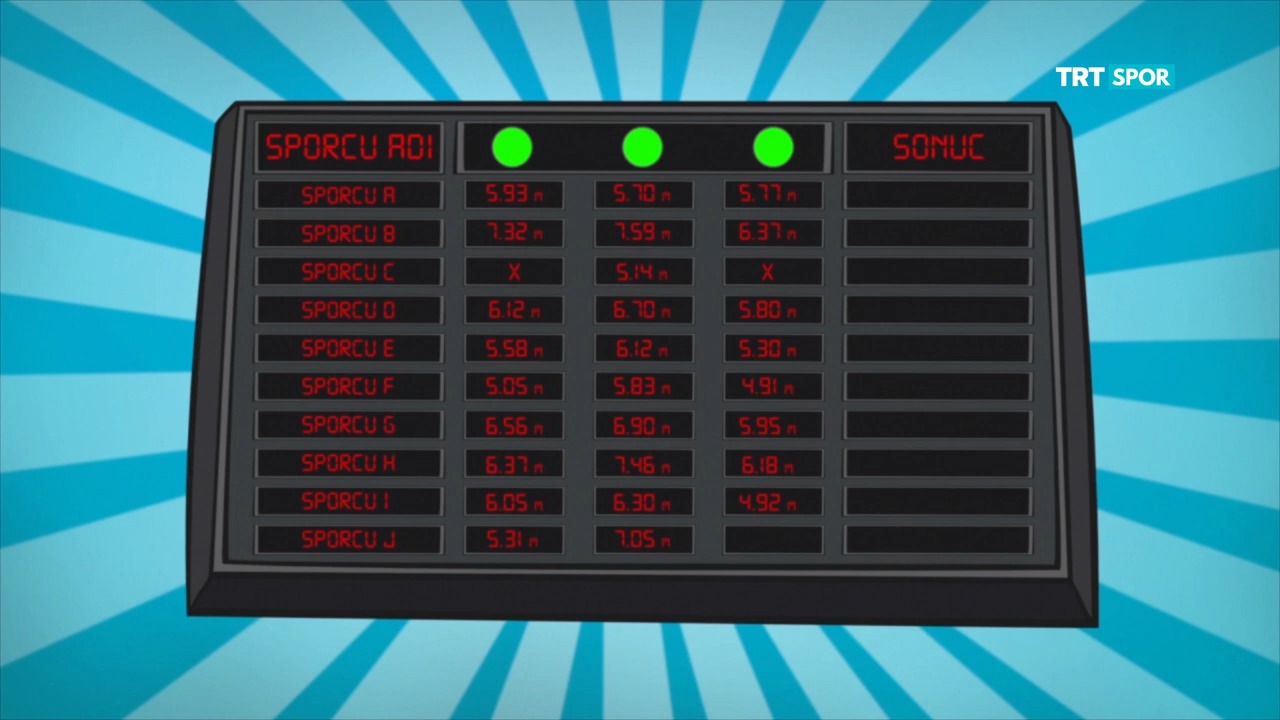 TRT SPOR
SPORCU ADI SONUC
SPORCU A 5.93 m 5.70 m 5.77 m
SPORCU B 7.32 m 7.59 m 6.37 m
SPORCU C X 5.14 m X
SPORCU D 6.12 m 6.70 m 5.80 m
SPORCU E 5.58 m 6.12 m 5.30 m
SPORCU F 5.05 m 5.83 m 4.91 m
SPORCU G 6.56 m 6.90 m 5.95 m
SPORCU H 6.37 m 7.46 m 6.18 m
SPORCU I 6.05 m 6.30 m 4.92 m
SPORCU J 5.31 m 7.05 m